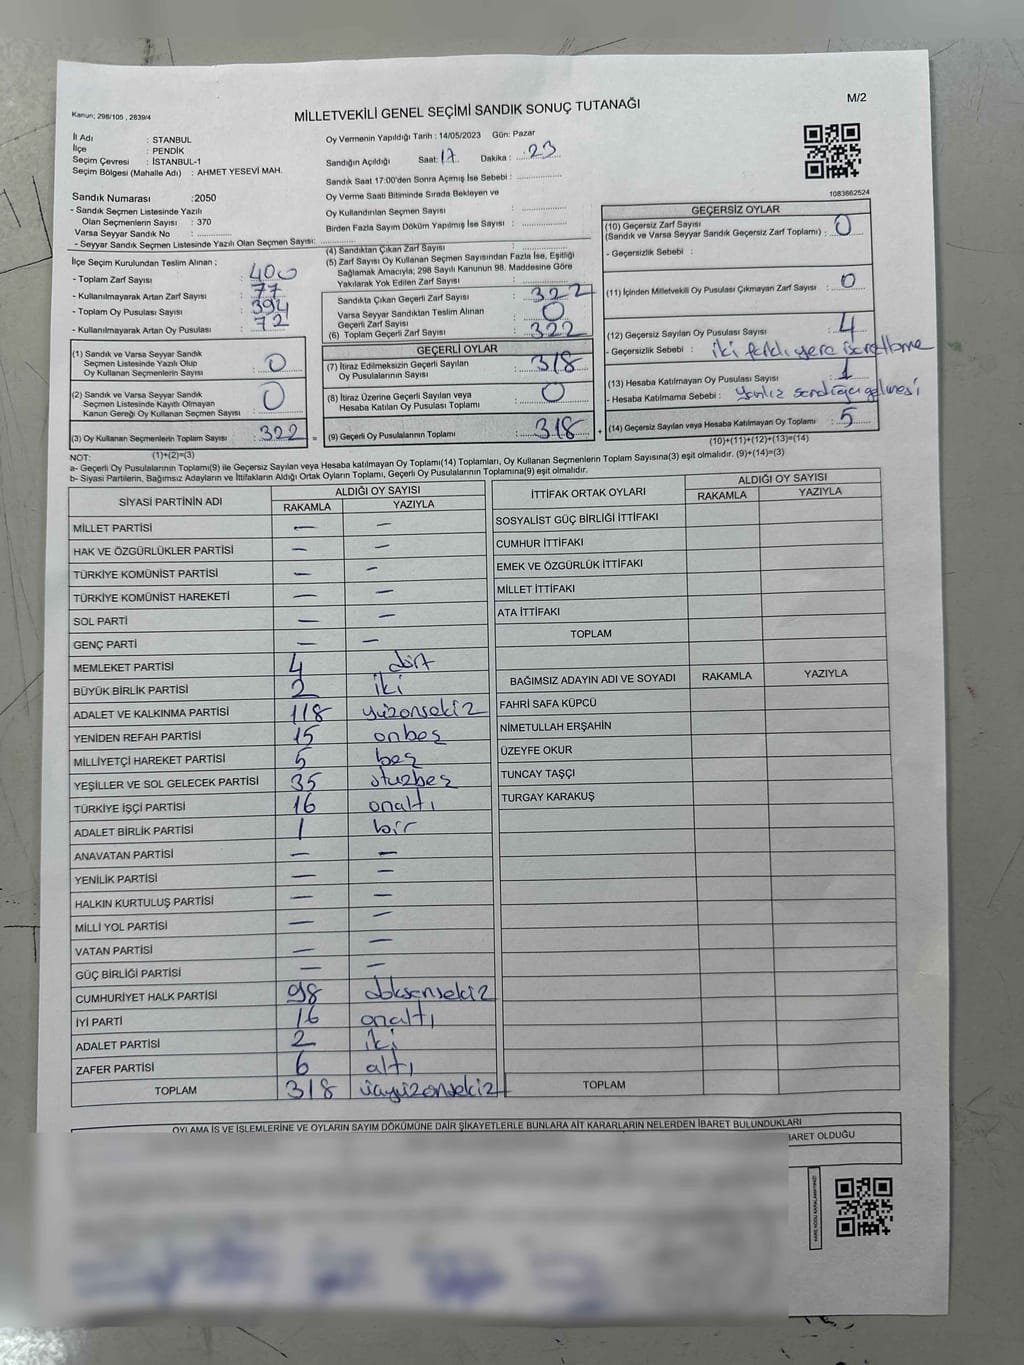 Kanun; 298/105 , 2839/4
MİLLETVEKİLİ GENEL SEÇİMİ SANDIK SONUÇ TUTANAĞI
M/2
İl Adı : STANBUL
İlçe : PENDİK
Seçim Çevresi : İSTANBUL-1
Seçim Bölgesi (Mahalle Adı) : AHMET YESEVİ MAH.
Oy Vermenin Yapıldığı Tarih : 14/05/2023 Gün: Pazar
Sandığın Açıldığı Saat: 17 Dakika : 23
Sandık Saat 17:00'den Sonra Açımış İse Sebebi :
Oy Verme Saati Bitiminde Sırada Bekleyen ve
Oy Kullandırılan Seçmen Sayısı :
Birden Fazla Sayım Döküm Yapılmış İse Sayısı :
1083662524
Sandık Numarası :2050
- Sandık Seçmen Listesinde Yazılı
Olan Seçmenlerin Sayısı : 370
Varsa Seyyar Sandık No :
- Seyyar Sandık Seçmen Listesinde Yazılı Olan Seçmen Sayısı:
İlçe Seçim Kurulundan Teslim Alınan ;
- Toplam Zarf Sayısı : 400
- Kullanılmayarak Artan Zarf Sayısı : 77
- Toplam Oy Pusulası Sayısı : 394
- Kullanılmayarak Artan Oy Pusulası : 72
(1) Sandık ve Varsa Seyyar Sandık
Seçmen Listesinde Yazılı Olup
Oy Kullanan Seçmenlerin Sayısı : 0
(2) Sandık ve Varsa Seyyar Sandık
Seçmen Listesinde Kayıtlı Olmayan
Kanun Gereği Oy Kullanan Seçmen Sayısı : 0
(3) Oy Kullanan Seçmenlerin Toplam Sayısı : 322
(1)+(2)=(3)
(4) Sandıktan Çıkan Zarf Sayısı :
(5) Zarf Sayısı Oy Kullanan Seçmen Sayısından Fazla İse, Eşitliği
Sağlamak Amacıyla; 298 Sayılı Kanunun 98. Maddesine Göre
Yakılarak Yok Edilen Zarf Sayısı :
Sandıkta Çıkan Geçerli Zarf Sayısı : 322
Varsa Seyyar Sandıktan Teslim Alınan
Geçerli Zarf Sayısı : 0
(6) Toplam Geçerli Zarf Sayısı : 322
GEÇERLİ OYLAR
(7) İtiraz Edilmeksizin Geçerli Sayılan
Oy Pusulalarının Sayısı : 318
(8) İtiraz Üzerine Geçerli Sayılan veya
Hesaba Katılan Oy Pusulası Toplamı : 0
= (9) Geçerli Oy Pusulalarının Toplamı : 318 +
GEÇERSİZ OYLAR
(10) Geçersiz Zarf Sayısı
(Sandık ve Varsa Seyyar Sandık Geçersiz Zarf Toplamı) : 0
- Geçersizlik Sebebi :
(11) İçinden Milletvekili Oy Pusulası Çıkmayan Zarf Sayısı : 0
(12) Geçersiz Sayılan Oy Pusulası Sayısı : 4
- Geçersizlik Sebebi : iki farklı yere işaretleme
(13) Hesaba Katılmayan Oy Pusulası Sayısı : 1
- Hesaba Katılmama Sebebi : Yanlız
(14) Geçersiz Sayılan veya Hesaba Katılmayan Oy Toplamı : 5
(10)+(11)+(12)+(13)=(14)
NOT:
a- Geçerli Oy Pusulalarının Toplamı(9) ile Geçersiz Sayılan veya Hesaba katılmayan Oy Toplamı(14) Toplamları, Oy Kullanan Seçmenlerin Toplam Sayısına(3) eşit olmalıdır. (9)+(14)=(3)
b- Siyasi Partilerin, Bağımsız Adayların ve İttifakların Aldığı Ortak Oyların Toplamı, Geçerli Oy Pusulalarının Toplamına(9) eşit olmalıdır.
SİYASİ PARTİNİN ADI ALDIĞI OY SAYISI
RAKAMLA YAZIYLA
MİLLET PARTİSİ — —
HAK VE ÖZGÜRLÜKLER PARTİSİ — —
TÜRKİYE KOMÜNİST PARTİSİ — —
TÜRKİYE KOMÜNİST HAREKETİ — —
SOL PARTİ — —
GENÇ PARTİ — —
MEMLEKET PARTİSİ 4 dört
BÜYÜK BİRLİK PARTİSİ 2 iki
ADALET VE KALKINMA PARTİSİ 118 yüzonsekiz
YENİDEN REFAH PARTİSİ 15 onbeş
MİLLİYETÇİ HAREKET PARTİSİ 5 beş
YEŞİLLER VE SOL GELECEK PARTİSİ 35 otuzbeş
TÜRKİYE İŞÇİ PARTİSİ 16 onaltı
ADALET BİRLİK PARTİSİ 1 bir
ANAVATAN PARTİSİ — —
YENİLİK PARTİSİ — —
HALKIN KURTULUŞ PARTİSİ — —
MİLLİ YOL PARTİSİ — —
VATAN PARTİSİ — —
GÜÇ BİRLİĞİ PARTİSİ — —
CUMHURİYET HALK PARTİSİ 98 doksensekiz
İYİ PARTİ 16 onaltı
ADALET PARTİSİ 2 iki
ZAFER PARTİSİ 6 altı
TOPLAM 318 üçyüzonsekiz
İTTİFAK ORTAK OYLARI ALDIĞI OY SAYISI
RAKAMLA YAZIYLA
SOSYALİST GÜÇ BİRLİĞİ İTTİFAKI
CUMHUR İTTİFAKI
EMEK VE ÖZGÜRLÜK İTTİFAKI
MİLLET İTTİFAKI
ATA İTTİFAKI
TOPLAM
BAĞIMSIZ ADAYIN ADI VE SOYADI RAKAMLA YAZIYLA
FAHRİ SAFA KÜPCÜ
NİMETULLAH ERŞAHİN
ÜZEYFE OKUR
TUNCAY TAŞÇI
TURGAY KARAKUŞ
TOPLAM
OYLAMA İŞ VE İŞLEMLERİNE VE OYLARIN SAYIM DÖKÜMÜNE DAİR ŞİKAYETLERLE BUNLARA AİT KARARLARIN NELERDEN İBARET BULUNDUKLARI
BARET OLDUĞU